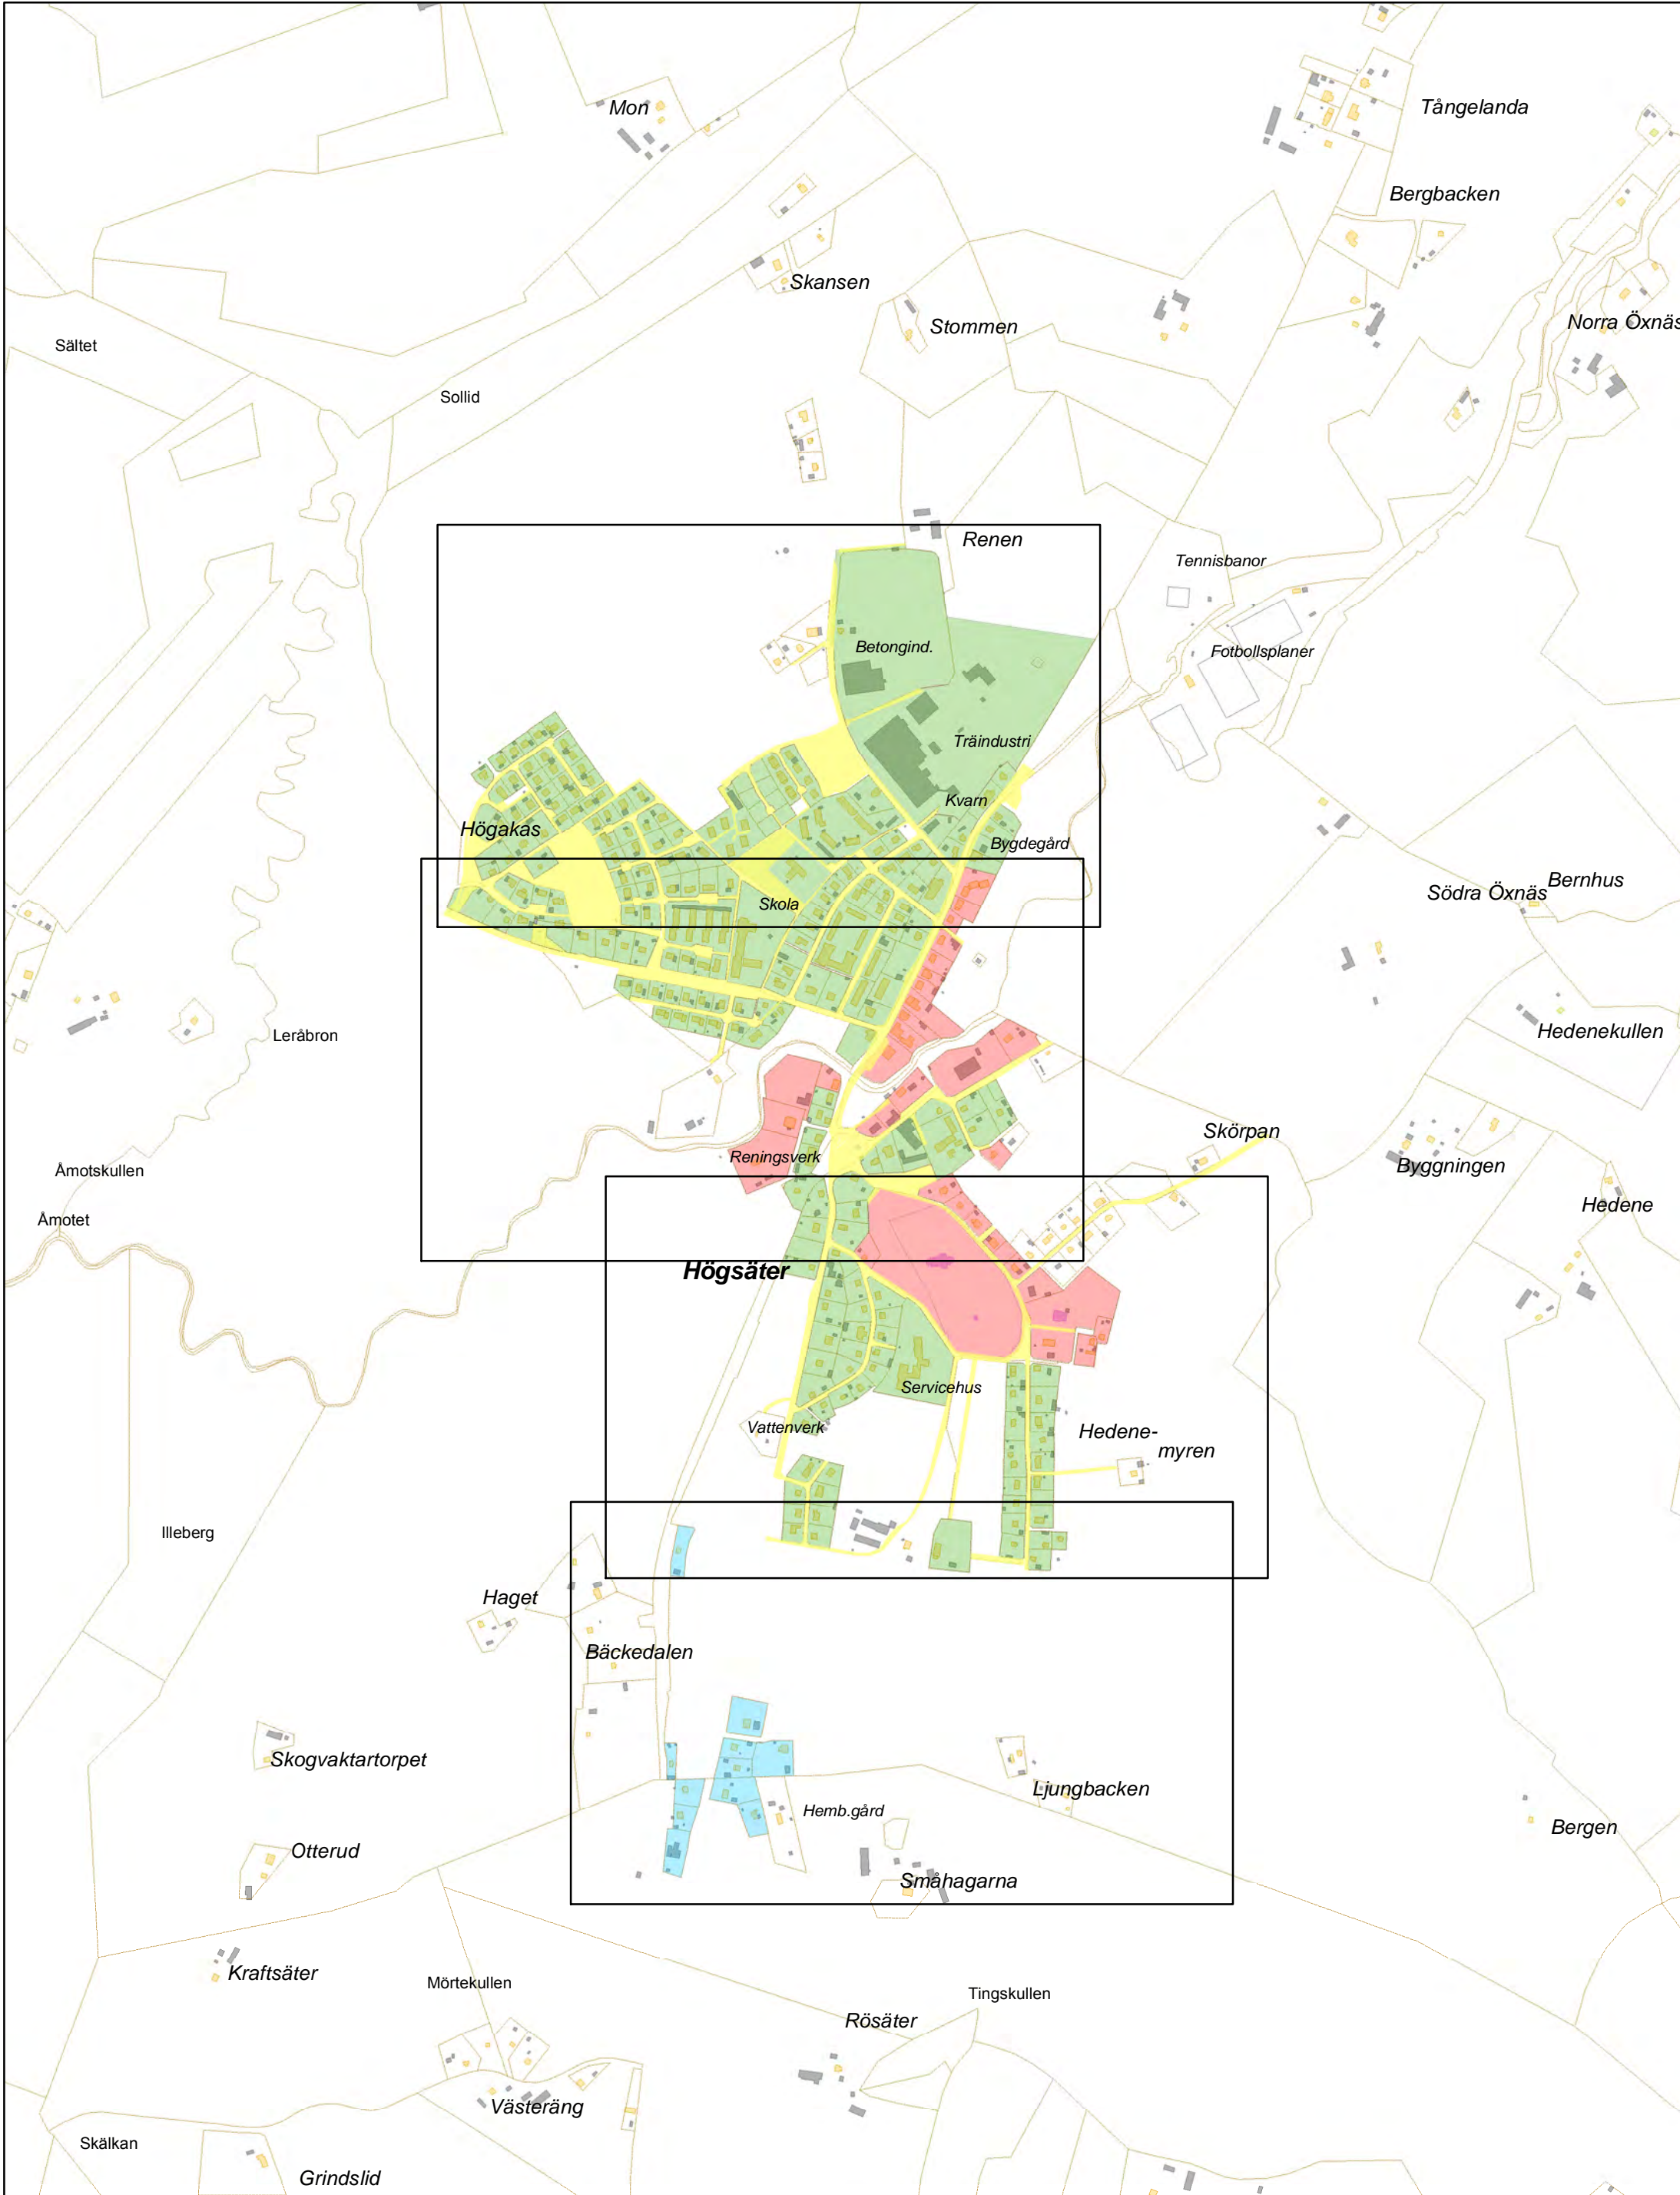 Mon
Tångelanda
Bergbacken
Skansen
Stommen
Norra Öxnäs
Sältet
Sollid
Renen
Tennisbanor
Betongind.
Fotbollsplaner
Träindustri
Kvarn
Högakas
Bygdegård
Södra Öxnäs
Bernhus
Skola
Leråbron
Hedenekullen
Skörpan
Reningsverk
Byggningen
Åmotskullen
Hedene
Åmotet
Högsäter
Servicehus
Vattenverk
Hedene-
myren
Illeberg
Haget
Bäckedalen
Skogvaktartorpet
Ljungbacken
Hemb.gård
Bergen
Otterud
Småhagarna
Kraftsäter
Mörtekullen
Tingskullen
Rösäter
Västeräng
Skälkan
Grindslid